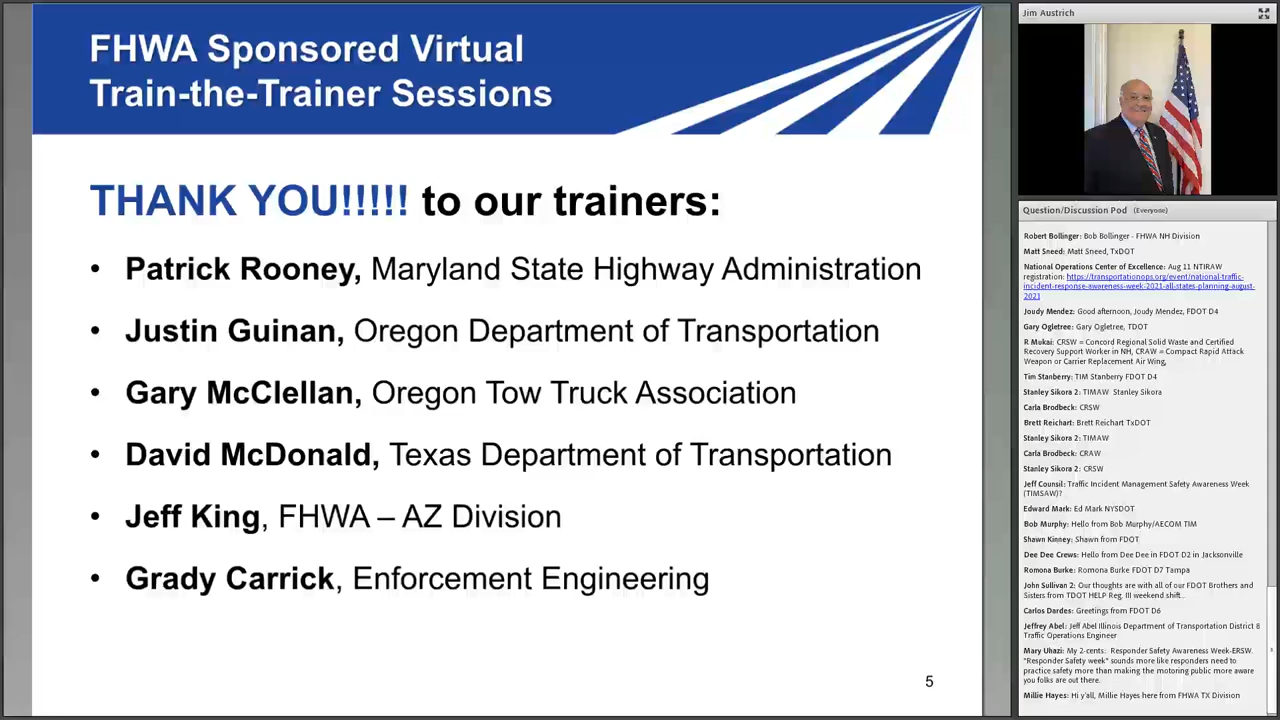 FHWA Sponsored Virtual
Train-the-Trainer Sessions
THANK YOU!!!!! to our trainers:
• Patrick Rooney, Maryland State Highway Administration
• Justin Guinan, Oregon Department of Transportation
• Gary McClellan, Oregon Tow Truck Association
• David McDonald, Texas Department of Transportation
• Jeff King, FHWA – AZ Division
• Grady Carrick, Enforcement Engineering
5
Jim Austrich
Question/Discussion Pod (Everyone)
Robert Bollinger: Bob Bollinger - FHWA NH Division
Matt Sneed: Matt Sneed, TxDOT
National Operations Center of Excellence: Aug 11 NTIRAW
registration: https://transportationops.org/event/national-traffic-
incident-response-awareness-week-2021-all-states-planning-august-
2021
Joudy Mendez: Good afternoon, Joudy Mendez, FDOT D4
Gary Ogletree: Gary Ogletree, TDOT
R Mukai: CRSW = Concord Regional Solid Waste and Certified
Recovery Support Worker in NH, CRAW = Compact Rapid Attack
Weapon or Carrier Replacement Air Wing,
Tim Stanberry: TIM Stanberry FDOT D4
Stanley Sikora 2: TIMAW Stanley Sikora
Carla Brodbeck: CRSW
Brett Reichart: Brett Reichart TxDOT
Stanley Sikora 2: TIMAW
Carla Brodbeck: CRAW
Stanley Sikora 2: CRSW
Jeff Counsil: Traffic Incident Management Safety Awareness Week
(TIMSAW)?
Edward Mark: Ed Mark NYSDOT
Bob Murphy: Hello from Bob Murphy/AECOM TIM
Shawn Kinney: Shawn from FDOT
Dee Dee Crews: Hello from Dee Dee in FDOT D2 in Jacksonville
Romona Burke: Romona Burke FDOT D7 Tampa
John Sullivan 2: Our thoughts are with all of our FDOT Brothers and
Sisters from TDOT HELP Reg. III weekend shift...
Carlos Dardes: Greetings from FDOT D6
Jeffrey Abel: Jeff Abel Illinois Department of Transportation District 8
Traffic Operations Engineer
Mary Uhazi: My 2-cents: Responder Safety Awareness Week-ERSW.
"Responder Safety week" sounds more like responders need to
practice safety more than making the motoring public more aware
you folks are out there.
Millie Hayes: Hi y'all, Millie Hayes here from FHWA TX Division